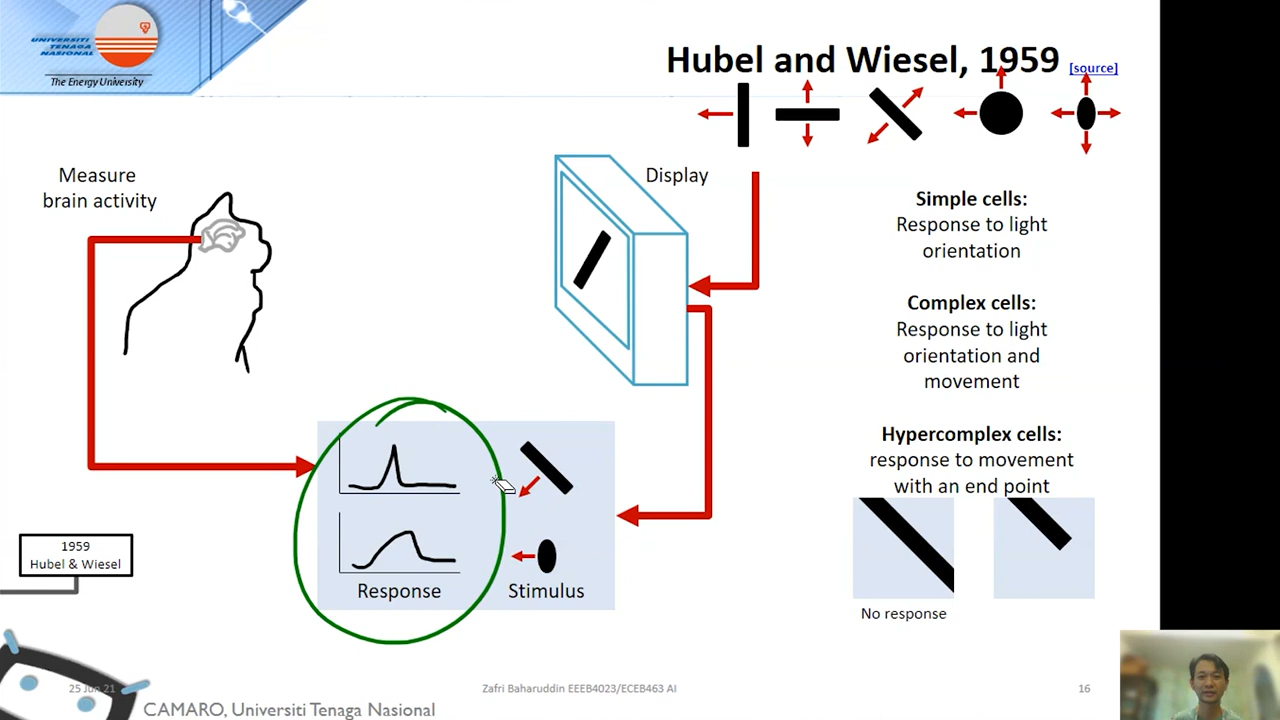 UNIVERSITI
TENAGA
NASIONAL
The Energy University
Hubel and Wiesel, 1959 [source]
Measure
brain activity
Display
Simple cells:
Response to light
orientation
Complex cells:
Response to light
orientation and
movement
Hypercomplex cells:
response to movement
with an end point
No response
Response
Stimulus
1959
Hubel & Wiesel
25 Jun 21
Zafri Baharuddin EEEB4023/ECEB463 AI
16
CAMARO, Universiti Tenaga Nasional